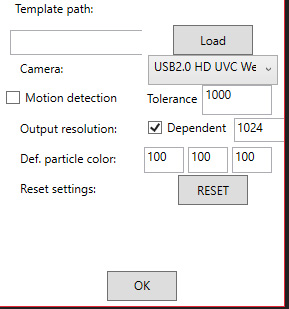 Template path:
Load
Camera: USB2.0 HD UVC We
Motion detection Tolerance 1000
Output resolution: Dependent 1024
Def. particle color: 100 100 100
Reset settings: RESET
OK